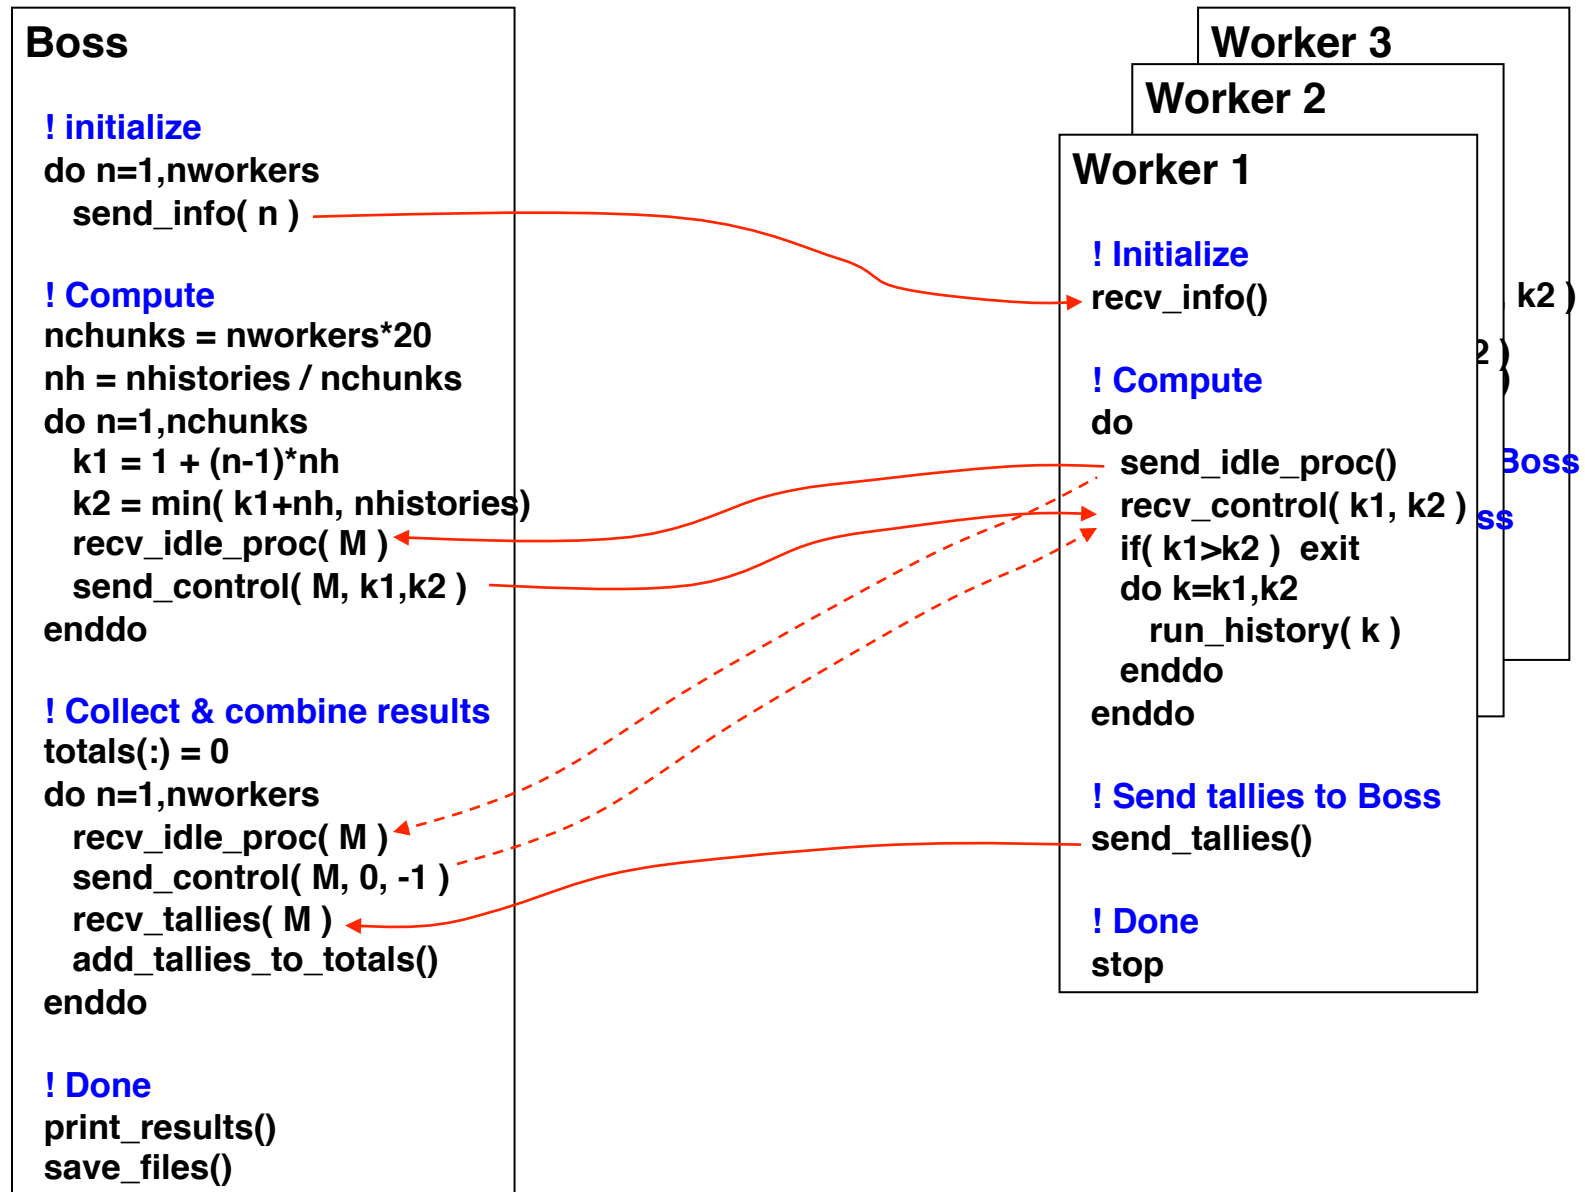 Boss
! initialize
do n=1,nworkers
send_info( n )
! Compute
nchunks = nworkers*20
nh = nhistories / nchunks
do n=1,nchunks
k1 = 1 + (n-1)*nh
k2 = min( k1+nh, nhistories)
recv_idle_proc( M )
send_control( M, k1,k2 )
enddo
! Collect & combine results
totals(:) = 0
do n=1,nworkers
recv_idle_proc( M )
send_control( M, 0, -1 )
recv_tallies( M )
add_tallies_to_totals()
enddo
! Done
print_results()
save_files()
Worker 3
k2 )
Boss
Worker 2
2 )
)
ss
Worker 1
! Initialize
recv_info()
! Compute
do
send_idle_proc()
recv_control( k1, k2 )
if( k1>k2 ) exit
do k=k1,k2
run_history( k )
enddo
enddo
! Send tallies to Boss
send_tallies()
! Done
stop